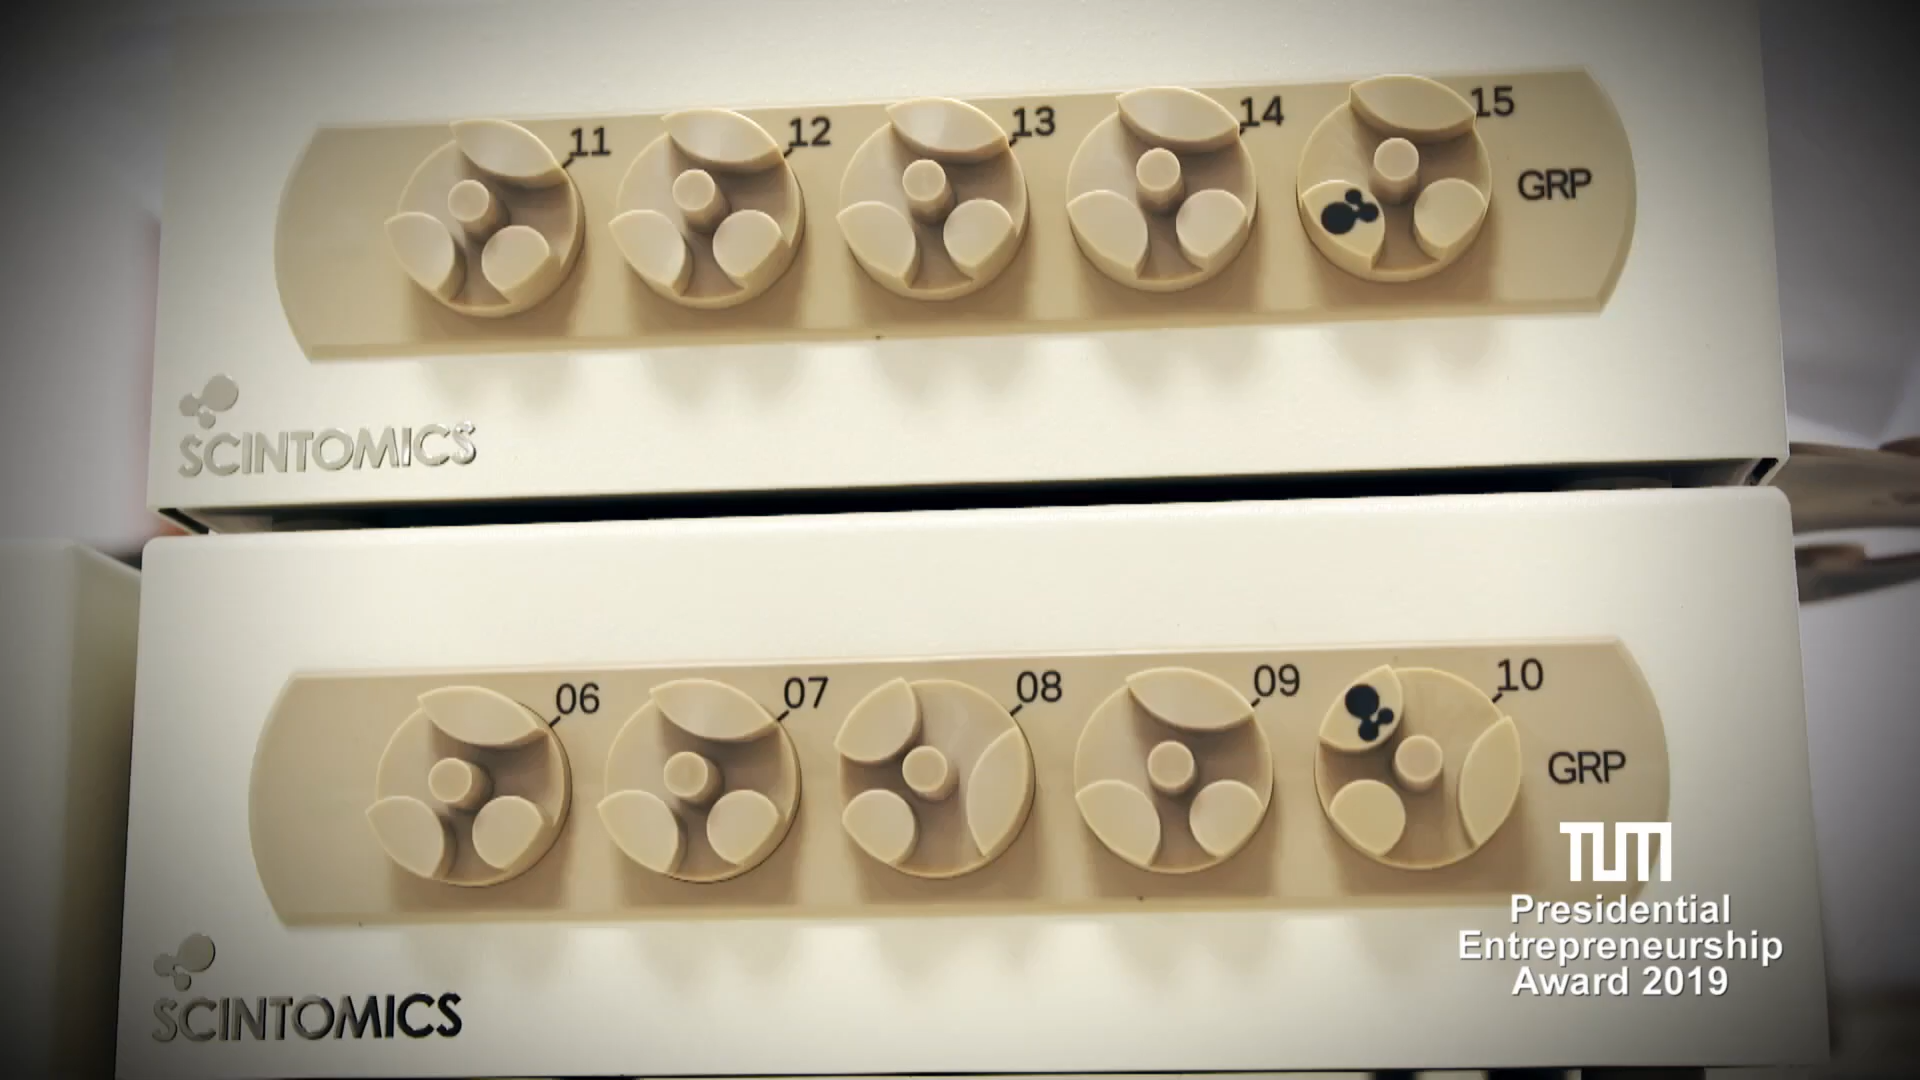 11 12 13 14 15
GRP
SCINTOMICS
06 07 08 09 10
GRP
SCINTOMICS
TUM
Presidential
Entrepreneurship
Award 2019